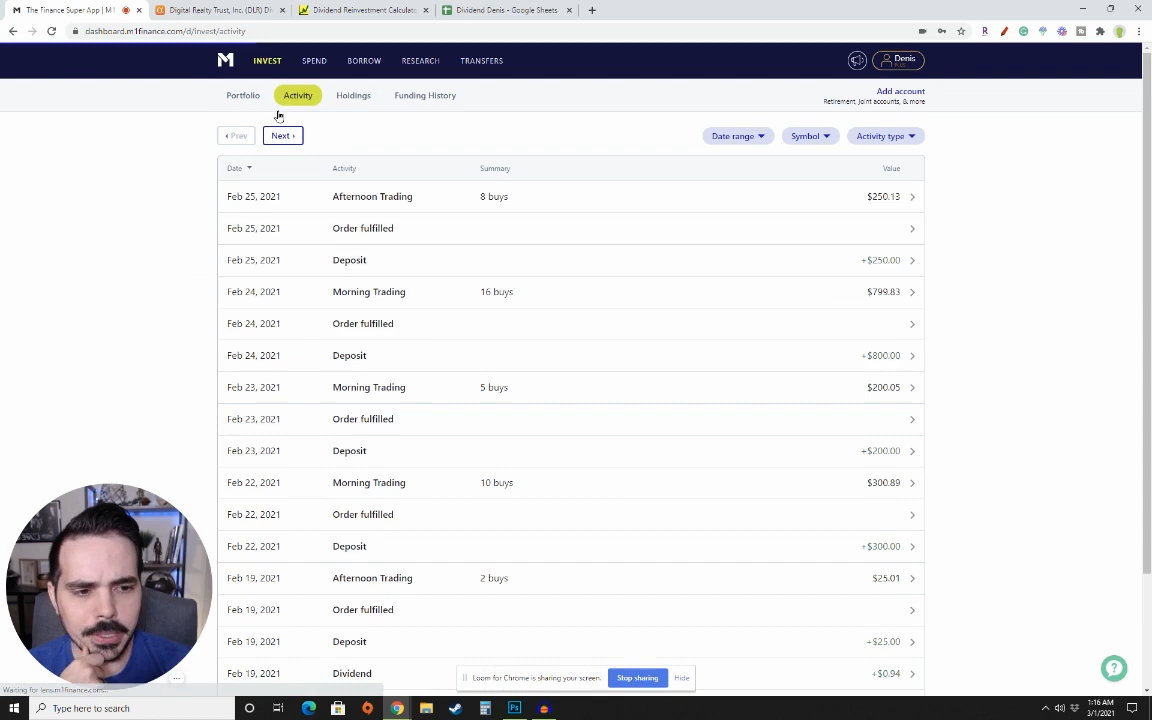 The Finance Super App | M1
Digital Realty Trust, Inc. (DLR) Di
Dividend Reinvestment Calculato
Dividend Denis - Google Sheets
dashboard.m1finance.com/d/invest/activity
INVEST SPEND BORROW RESEARCH TRANSFERS
Denis
PLUS
Portfolio Activity Holdings Funding History
Add account
Retirement, Joint accounts, & more
‹ Prev Next › Date range Symbol Activity type
Date Activity Summary Value
Feb 25, 2021 Afternoon Trading 8 buys $250.13
Feb 25, 2021 Order fulfilled
Feb 25, 2021 Deposit +$250.00
Feb 24, 2021 Morning Trading 16 buys $799.83
Feb 24, 2021 Order fulfilled
Feb 24, 2021 Deposit +$800.00
Feb 23, 2021 Morning Trading 5 buys $200.05
Feb 23, 2021 Order fulfilled
Feb 23, 2021 Deposit +$200.00
Feb 22, 2021 Morning Trading 10 buys $300.89
Feb 22, 2021 Order fulfilled
Feb 22, 2021 Deposit +$300.00
Feb 19, 2021 Afternoon Trading 2 buys $25.01
Feb 19, 2021 Order fulfilled
Feb 19, 2021 Deposit +$25.00
Feb 19, 2021 Dividend +$0.94
Loom for Chrome is sharing your screen. Stop sharing Hide
Waiting for lens.m1finance.com...
Type here to search
1:16 AM
3/1/2021